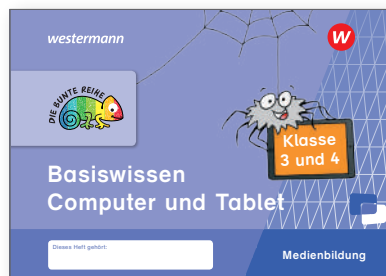 westermann
W
DIE BUNTE REIHE
Klasse
3 und 4
Basiswissen
Computer und Tablet
Dieses Heft gehört:
Medienbildung